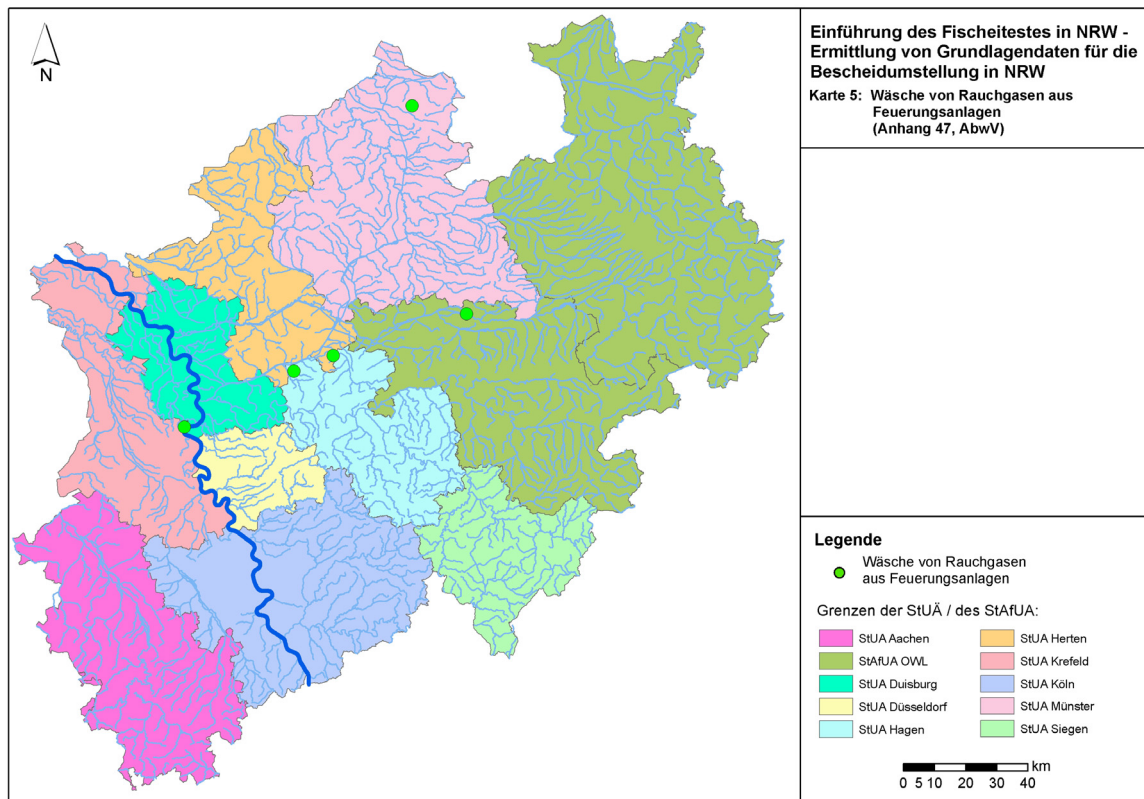 N
Einführung des Fischeitestes in NRW -
Ermittlung von Grundlagendaten für die
Bescheidumstellung in NRW
Karte 5: Wäsche von Rauchgasen aus
Feuerungsanlagen
(Anhang 47, AbwV)
Legende
Wäsche von Rauchgasen
aus Feuerungsanlagen
Grenzen der StUÄ / des StAfUA:
StUA Aachen
StAfUA OWL
StUA Duisburg
StUA Düsseldorf
StUA Hagen
StUA Herten
StUA Krefeld
StUA Köln
StUA Münster
StUA Siegen
km
0 5 10 20 30 40